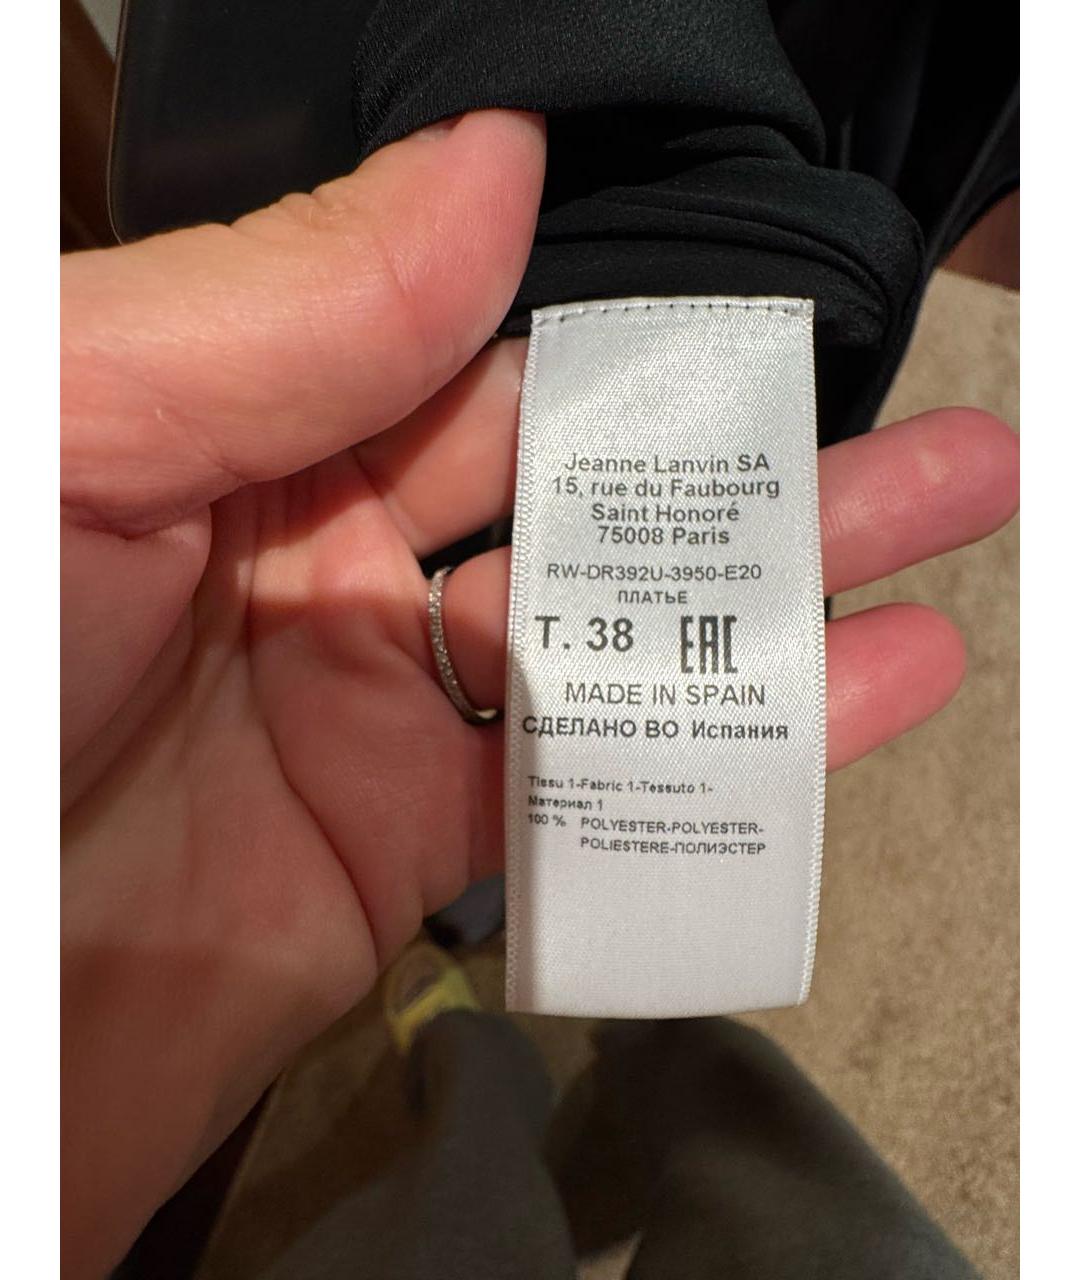 Jeanne Lanvin SA
15, rue du Faubourg
Saint Honoré
75008 Paris
RW-DR392U-3950-E20
ПЛАТЬЕ
T. 38 EAC
MADE IN SPAIN
СДЕЛАНО ВО Испания
Tissu 1-Fabric 1-Tessuto 1-
Материал 1
100 % POLYESTER-POLYESTER-
POLIESTERE-ПОЛИЭСТЕР